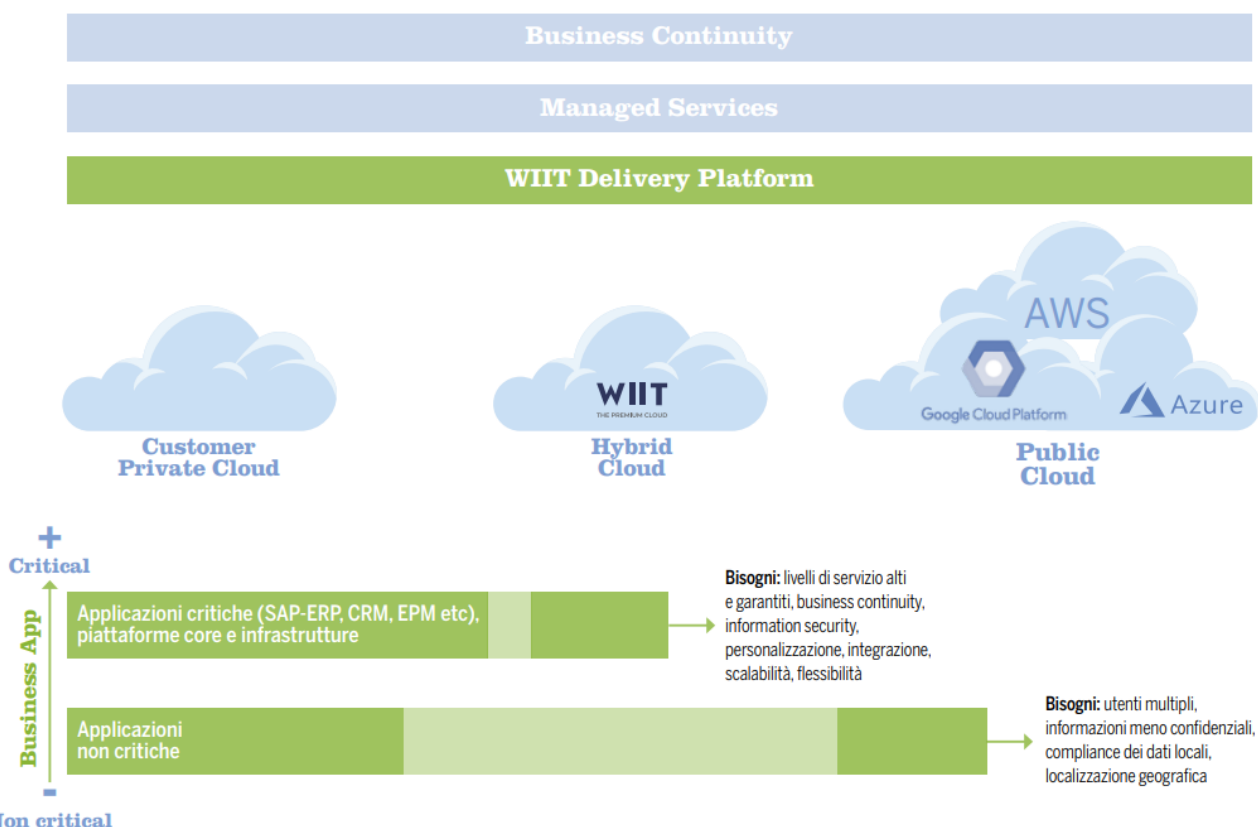 Business Continuity
Managed Services
WIIT Delivery Platform
AWS
Google Cloud Platform
Azure
WIIT
THE PREMIUM CLOUD
Customer
Private Cloud
Hybrid
Cloud
Public
Cloud
+
Critical
Business App
Applicazioni critiche (SAP-ERP, CRM, EPM etc),
piattaforme core e infrastrutture
Bisogni: livelli di servizio alti
e garantiti, business continuity,
information security,
personalizzazione, integrazione,
scalabilità, flessibilità
Applicazioni
non critiche
Bisogni: utenti multipli,
informazioni meno confidenziali,
compliance dei dati locali,
localizzazione geografica
-
on critical